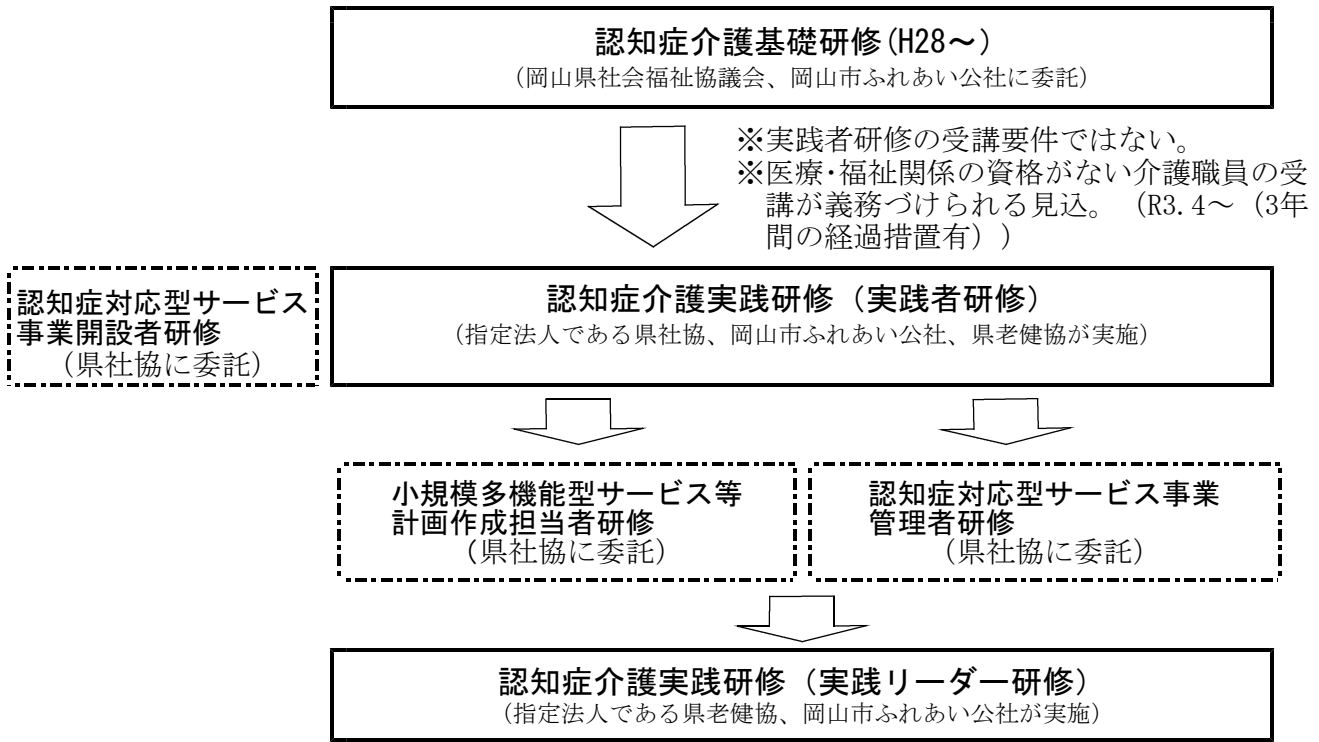 認知症介護基礎研修(H28～)
(岡山県社会福祉協議会、岡山市ふれあい公社に委託)
※実践者研修の受講要件ではない。
※医療・福祉関係の資格がない介護職員の受
講が義務づけられる見込。（R3.4～（3年
間の経過措置有））
認知症対応型サービス
事業開設者研修
（県社協に委託）
認知症介護実践研修（実践者研修）
(指定法人である県社協、岡山市ふれあい公社、県老健協が実施)
小規模多機能型サービス等
計画作成担当者研修
（県社協に委託）
認知症対応型サービス事業
管理者研修
（県社協に委託）
認知症介護実践研修（実践リーダー研修）
(指定法人である県老健協、岡山市ふれあい公社が実施)